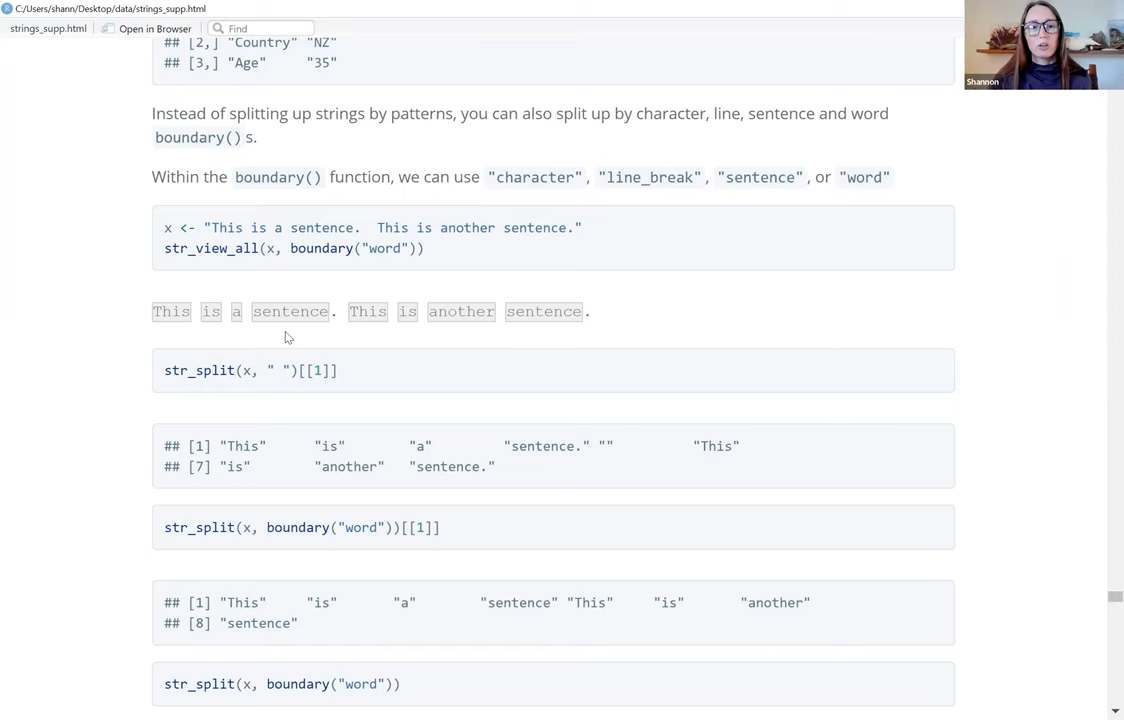 C:/Users/shann/Desktop/data/strings_supp.html
strings_supp.html Open in Browser Find
Shannon
## [2,] "Country" "NZ"
## [3,] "Age" "35"
Instead of splitting up strings by patterns, you can also split up by character, line, sentence and word
boundary()s.
Within the boundary() function, we can use "character", "line_break", "sentence", or "word"
x <- "This is a sentence.  This is another sentence."
str_view_all(x, boundary("word"))
This is a sentence. This is another sentence.
str_split(x, " ")[[1]]
## [1] "This" "is" "a" "sentence." "" "This"
## [7] "is" "another" "sentence."
str_split(x, boundary("word"))[[1]]
## [1] "This" "is" "a" "sentence" "This" "is" "another"
## [8] "sentence"
str_split(x, boundary("word"))